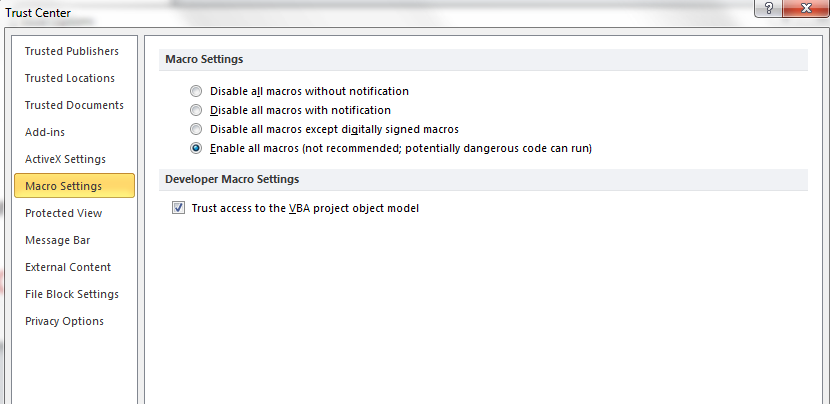 Trust Center
Trusted Publishers
Trusted Locations
Trusted Documents
Add-ins
ActiveX Settings
Macro Settings
Protected View
Message Bar
External Content
File Block Settings
Privacy Options
Macro Settings
Disable all macros without notification
Disable all macros with notification
Disable all macros except digitally signed macros
Enable all macros (not recommended; potentially dangerous code can run)
Developer Macro Settings
Trust access to the VBA project object model